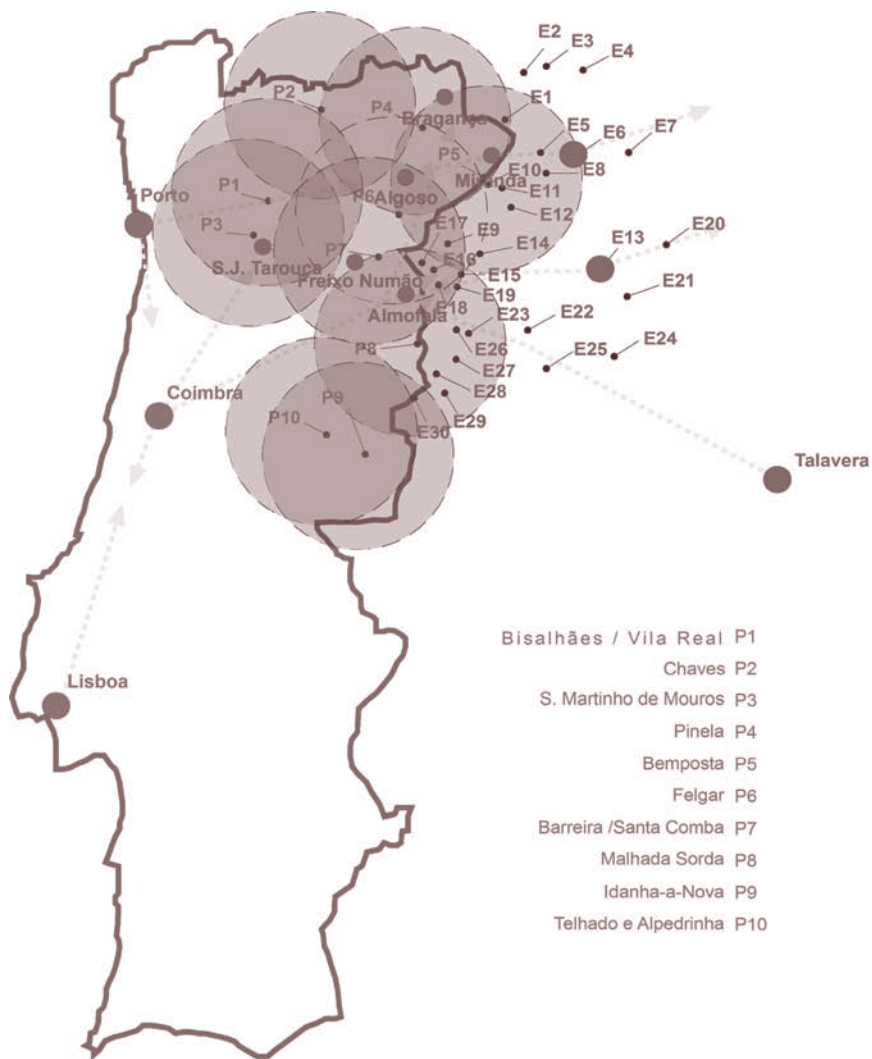 E2
E3
E4
P2
P4
Bragança
E1
E5
E6
E7
P5
Miranda
E10
E8
P1
P6
Algoso
E11
Porto
E12
P3
S.J. Tarouca
E17
E9
E14
E13
E20
P7
Freixo Numão
E16
E15
Almofala
E19
E21
E18
E23
E22
P8
E26
E24
E27
E25
Coimbra
P9
E28
E29
P10
E30
Talavera
Lisboa
Bisalhães / Vila Real P1
Chaves P2
S. Martinho de Mouros P3
Pinela P4
Bemposta P5
Felgar P6
Barreira /Santa Comba P7
Malhada Sorda P8
Idanha-a-Nova P9
Telhado e Alpedrinha P10